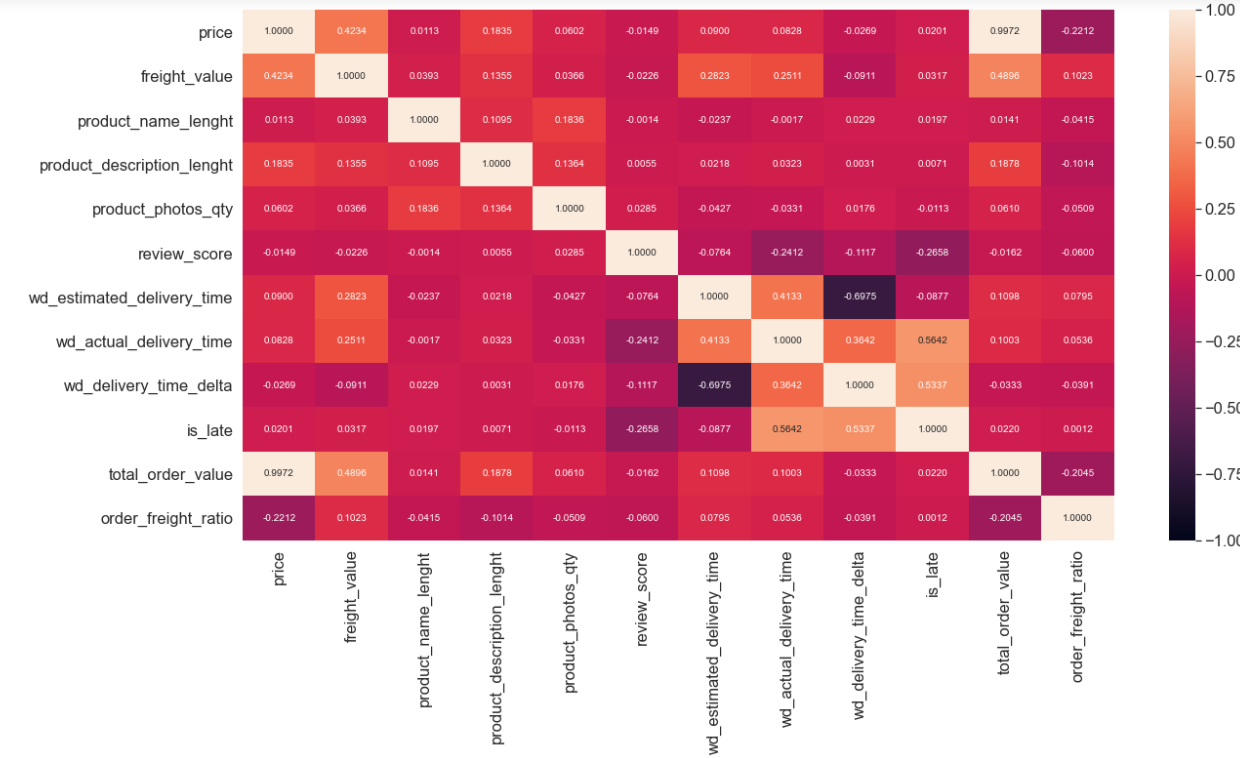 price 1.0000 0.4234 0.0113 0.1835 0.0602 -0.0149 0.0900 0.0828 -0.0269 0.0201 0.9972 -0.2212
freight_value 0.4234 1.0000 0.0393 0.1355 0.0366 -0.0226 0.2823 0.2511 -0.0911 0.0317 0.4896 0.1023
product_name_lenght 0.0113 0.0393 1.0000 0.1095 0.1836 -0.0014 -0.0237 -0.0017 0.0229 0.0197 0.0141 -0.0415
product_description_lenght 0.1835 0.1355 0.1095 1.0000 0.1364 0.0055 0.0218 0.0323 0.0031 0.0071 0.1878 -0.1014
product_photos_qty 0.0602 0.0366 0.1836 0.1364 1.0000 0.0285 -0.0427 -0.0331 0.0176 -0.0113 0.0610 -0.0509
review_score -0.0149 -0.0226 -0.0014 0.0055 0.0285 1.0000 -0.0764 -0.2412 -0.1117 -0.2658 -0.0162 -0.0600
wd_estimated_delivery_time 0.0900 0.2823 -0.0237 0.0218 -0.0427 -0.0764 1.0000 0.4133 -0.6975 -0.0877 0.1098 0.0795
wd_actual_delivery_time 0.0828 0.2511 -0.0017 0.0323 -0.0331 -0.2412 0.4133 1.0000 0.3642 0.5642 0.1003 0.0536
wd_delivery_time_delta -0.0269 -0.0911 0.0229 0.0031 0.0176 -0.1117 -0.6975 0.3642 1.0000 0.5337 -0.0333 -0.0391
is_late 0.0201 0.0317 0.0197 0.0071 -0.0113 -0.2658 -0.0877 0.5642 0.5337 1.0000 0.0220 0.0012
total_order_value 0.9972 0.4896 0.0141 0.1878 0.0610 -0.0162 0.1098 0.1003 -0.0333 0.0220 1.0000 -0.2045
order_freight_ratio -0.2212 0.1023 -0.0415 -0.1014 -0.0509 -0.0600 0.0795 0.0536 -0.0391 0.0012 -0.2045 1.0000
price
freight_value
product_name_lenght
product_description_lenght
product_photos_qty
review_score
wd_estimated_delivery_time
wd_actual_delivery_time
wd_delivery_time_delta
is_late
total_order_value
order_freight_ratio
1.00
0.75
0.50
0.25
0.00
−0.25
−0.50
−0.75
−1.00